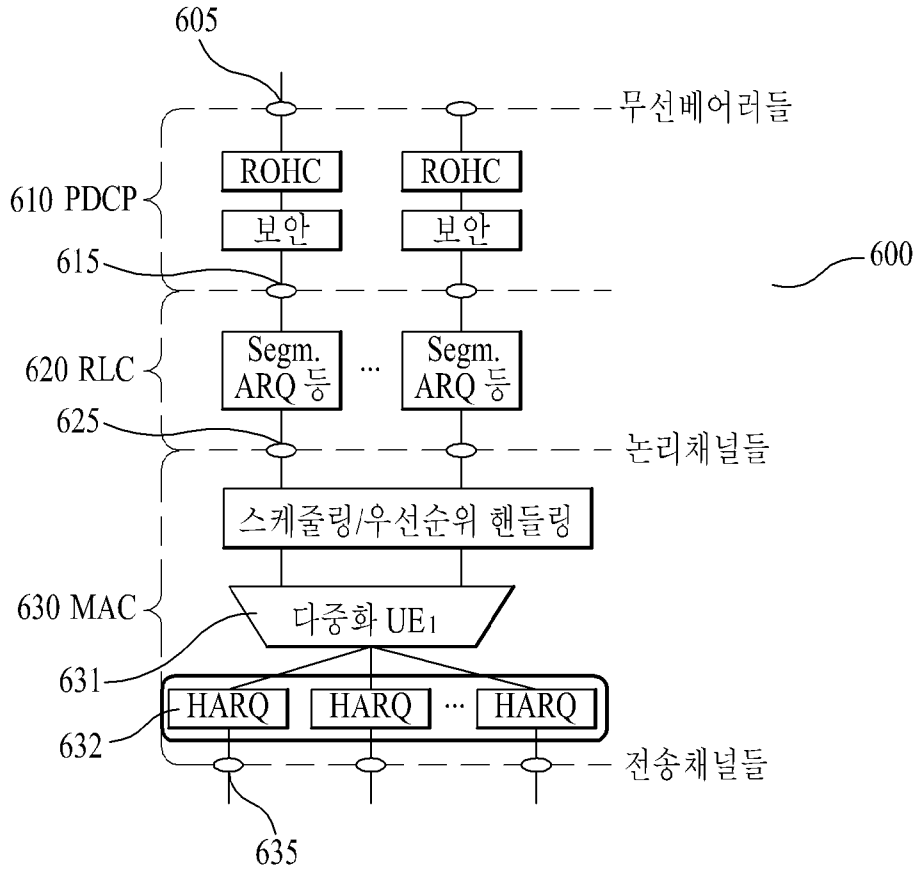 605
무선베어러들
ROHC ROHC
610 PDCP
보안 보안
615
600
Segm. ARQ 등 ... Segm. ARQ 등
620 RLC
625
논리채널들
스케줄링/우선순위 핸들링
630 MAC
다중화 UE1
631
HARQ HARQ ... HARQ
632
전송채널들
635